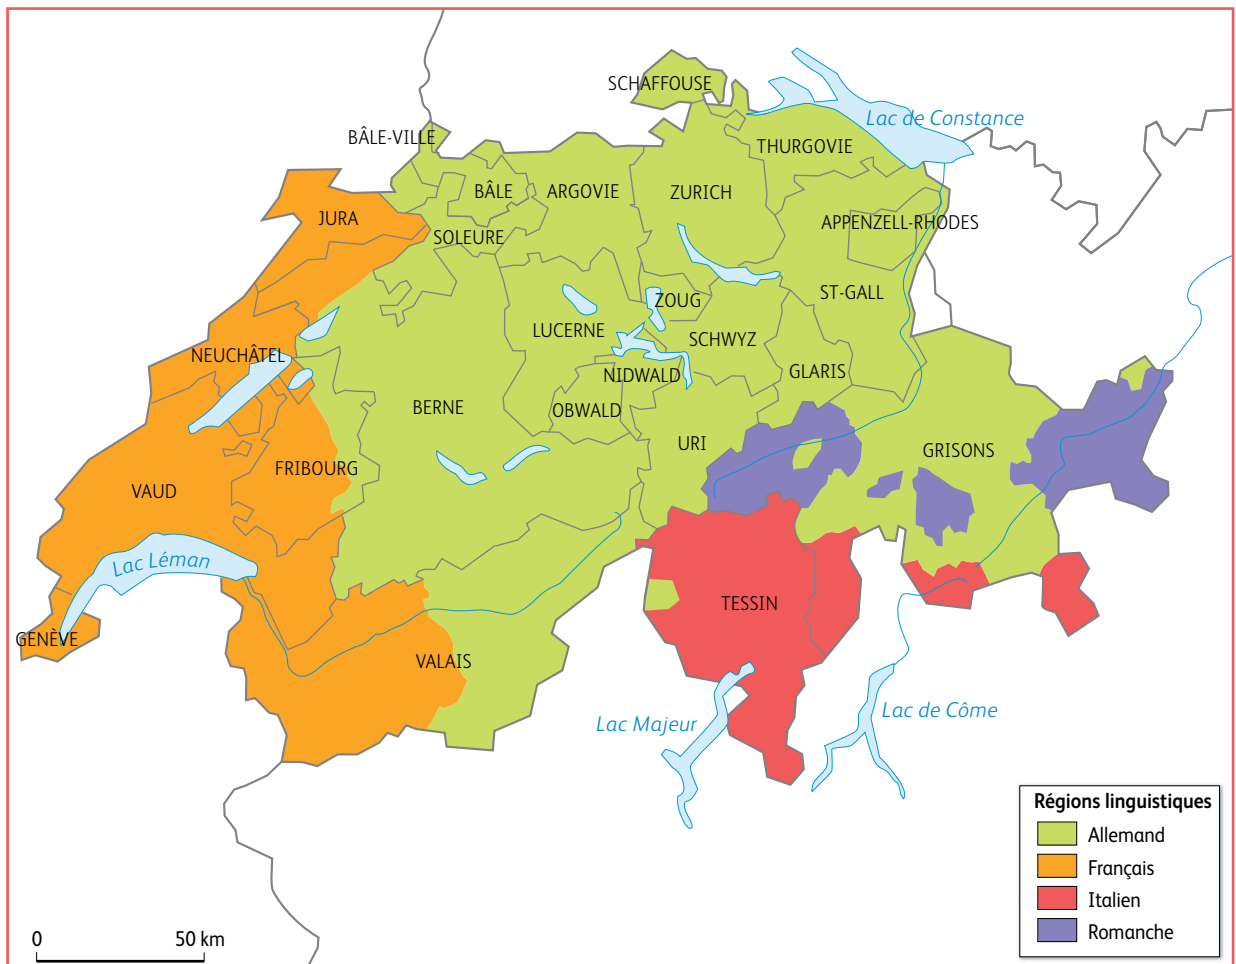 SCHAFFOUSE
Lac de Constance
BÂLE-VILLE
THURGOVIE
BÂLE
ARGOVIE
ZURICH
JURA
APPENZELL-RHODES
SOLEURE
ST-GALL
ZOUG
LUCERNE
SCHWYZ
NEUCHÂTEL
NIDWALD
GLARIS
BERNE
OBWALD
URI
GRISONS
FRIBOURG
VAUD
Lac Léman
TESSIN
GENÈVE
VALAIS
Lac Majeur
Lac de Côme
Régions linguistiques
Allemand
Français
Italien
Romanche
0 50 km